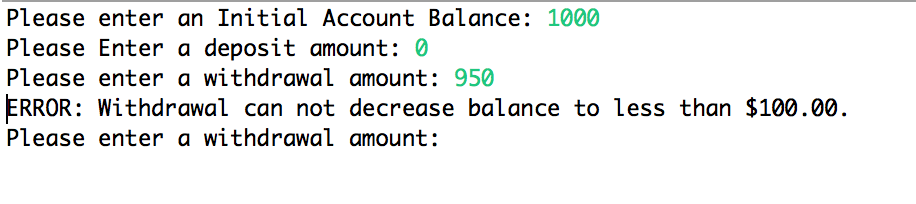 Please enter an Initial Account Balance: 1000
Please Enter a deposit amount: 0
Please enter a withdrawal amount: 950
ERROR: Withdrawal can not decrease balance to less than $100.00.
Please enter a withdrawal amount: